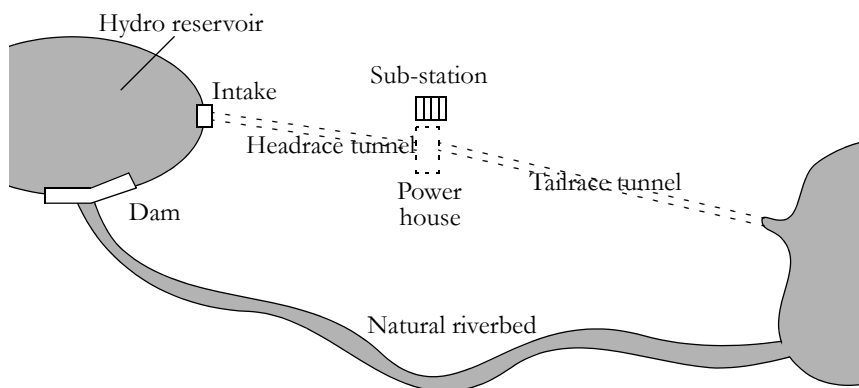 Hydro reservoir
Sub-station
Intake
Headrace tunnel
Tailrace tunnel
Power
house
Dam
Natural riverbed